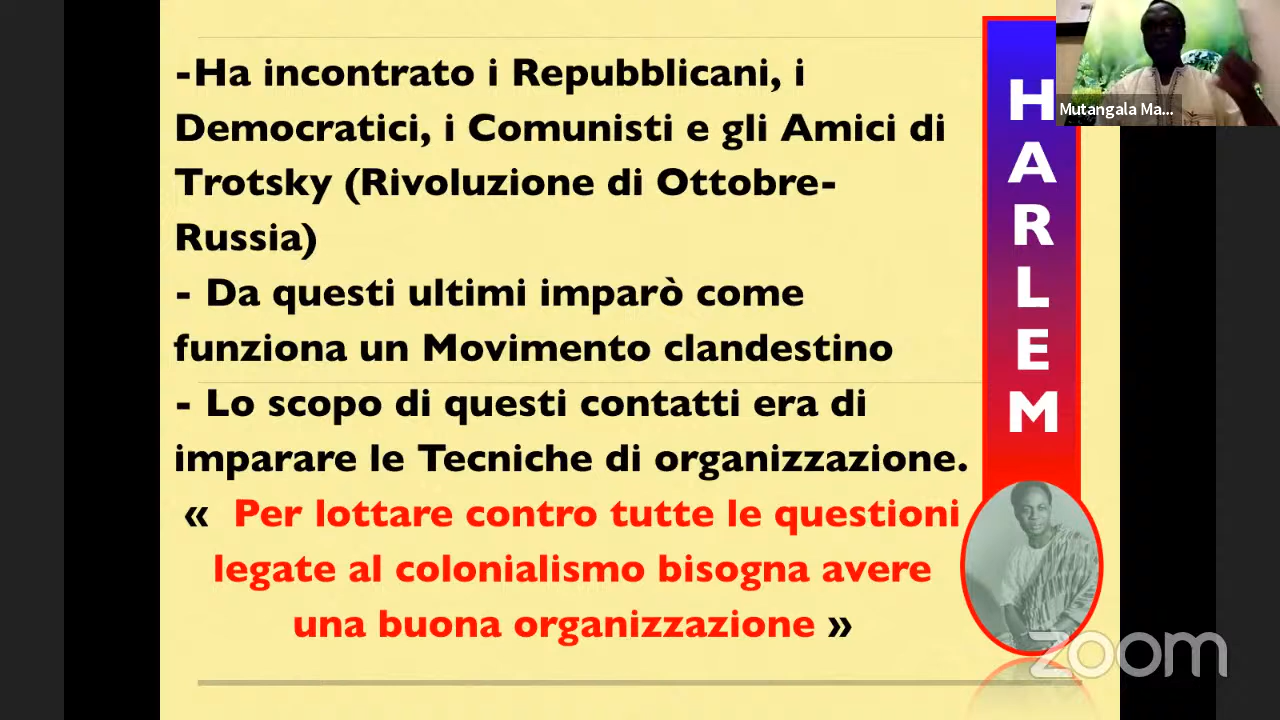 -Ha incontrato i Repubblicani, i
Democratici, i Comunisti e gli Amici di
Trotsky (Rivoluzione di Ottobre-
Russia)
- Da questi ultimi imparò come
funziona un Movimento clandestino
- Lo scopo di questi contatti era di
imparare le Tecniche di organizzazione.
« Per lottare contro tutte le questioni
legate al colonialismo bisogna avere
una buona organizzazione »
HARLEM
Mutangala Ma...
zoom